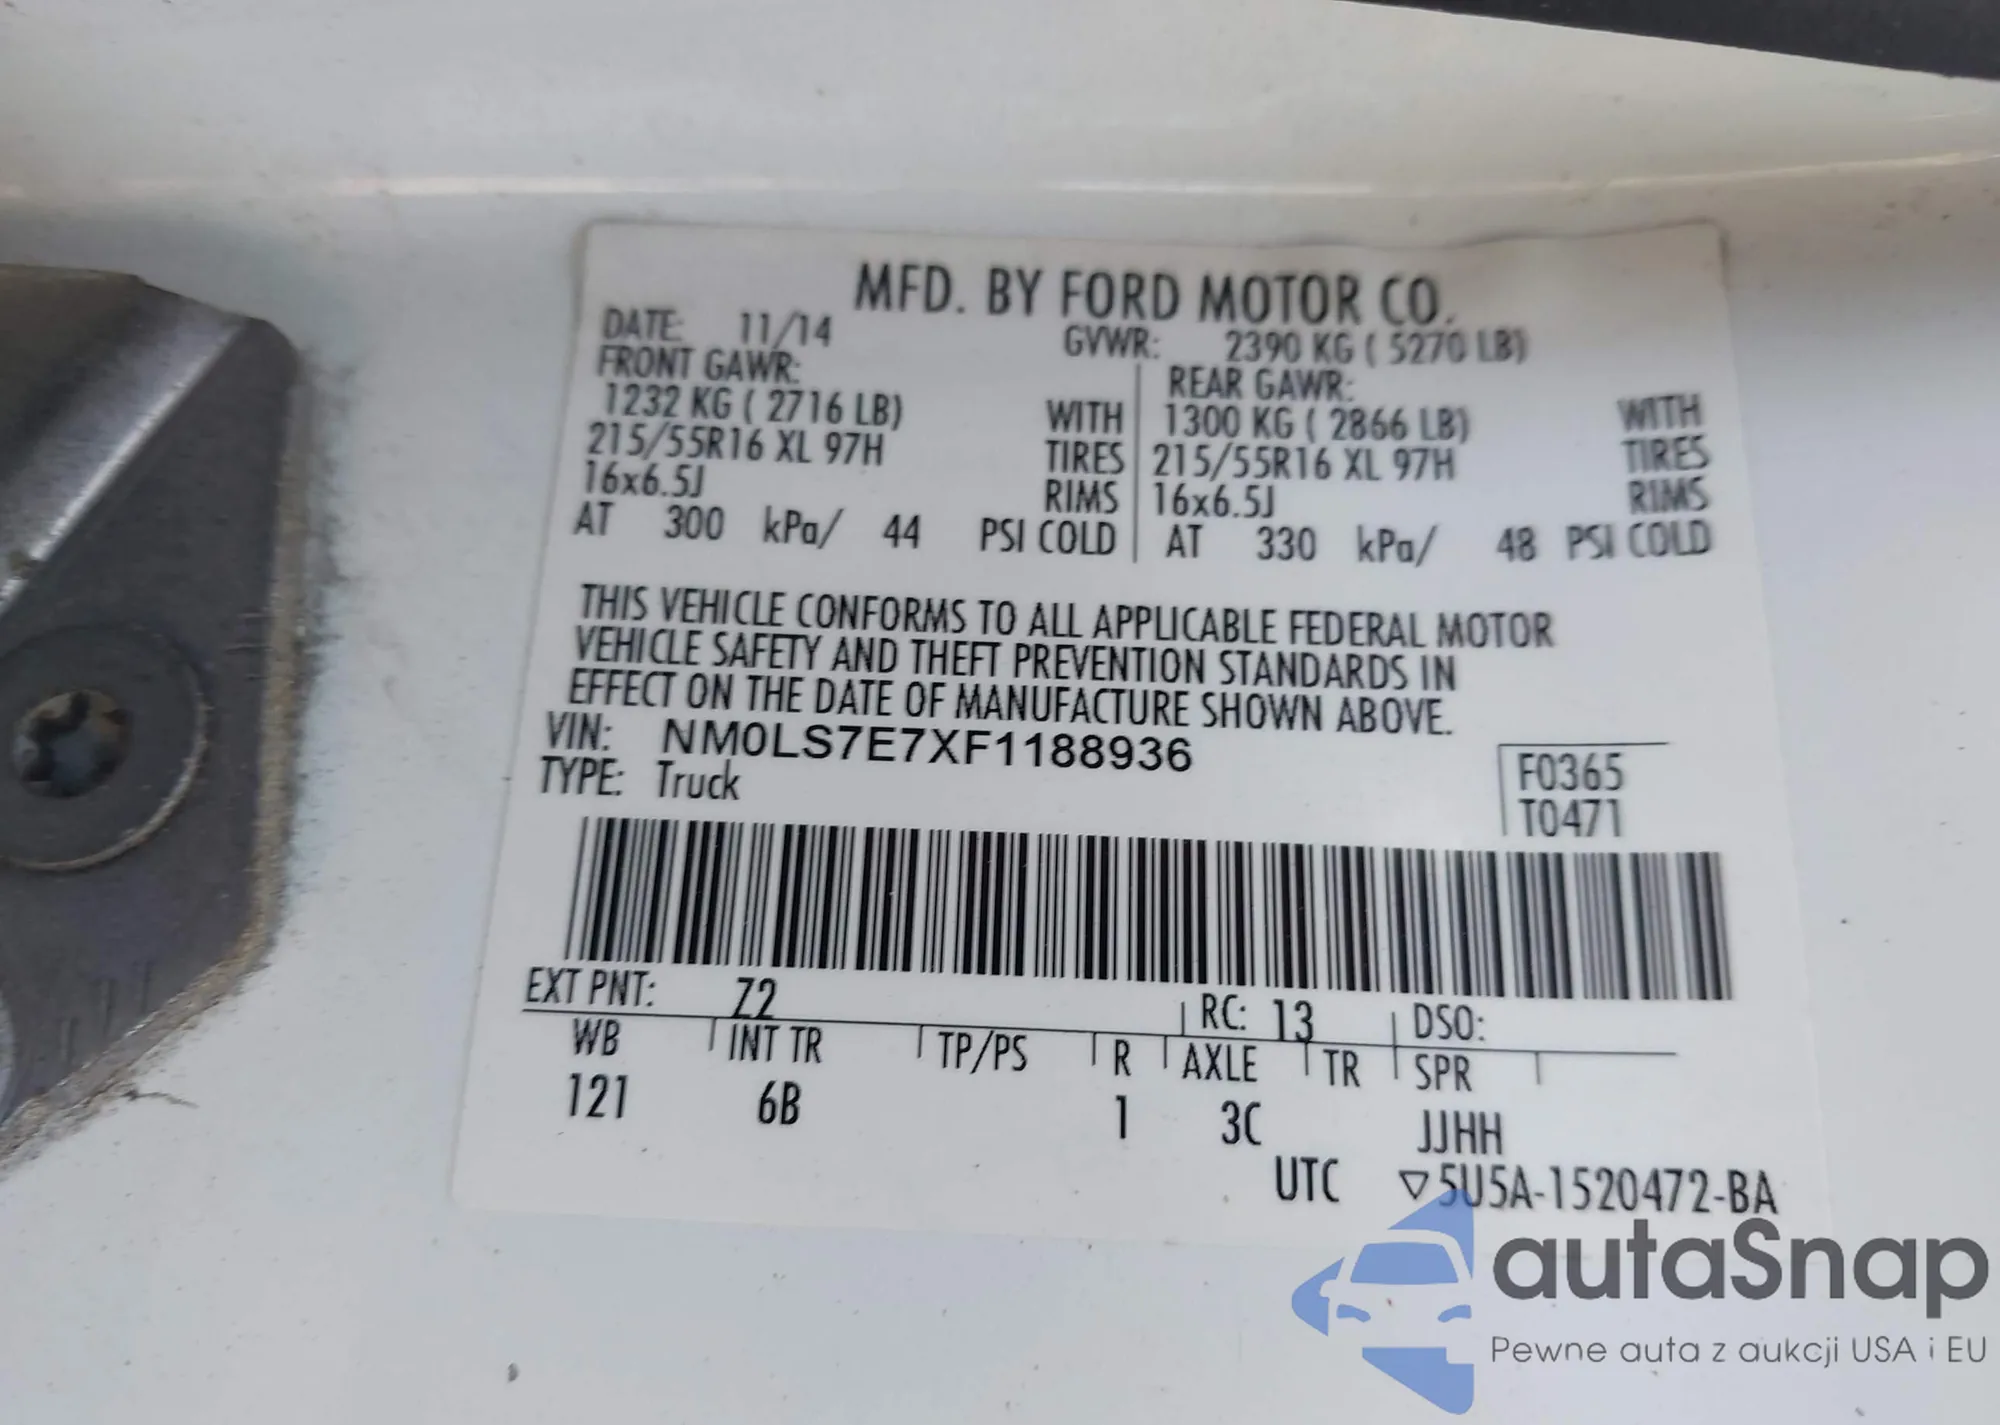 MFD. BY FORD MOTOR CO.
DATE: 11/14 GVWR: 2390 KG ( 5270 LB)
FRONT GAWR: REAR GAWR:
1232 KG ( 2716 LB) WITH 1300 KG ( 2866 LB) WITH
215/55R16 XL 97H TIRES 215/55R16 XL 97H TIRES
16x6.5J RIMS 16x6.5J RIMS
AT 300 kPa/ 44 PSI COLD AT 330 kPa/ 48 PSI COLD
THIS VEHICLE CONFORMS TO ALL APPLICABLE FEDERAL MOTOR
VEHICLE SAFETY AND THEFT PREVENTION STANDARDS IN
EFFECT ON THE DATE OF MANUFACTURE SHOWN ABOVE.
VIN: NM0LS7E7XF1188936
TYPE: Truck
F0365
T0471
EXT PNT: Z2 RC: 13 DSO:
WB INT TR TP/PS R AXLE TR SPR
121 6B 1 3C JJHH
UTC ▽5U5A-1520472-BA
autaSnap
Pewne auta z aukcji USA i EU